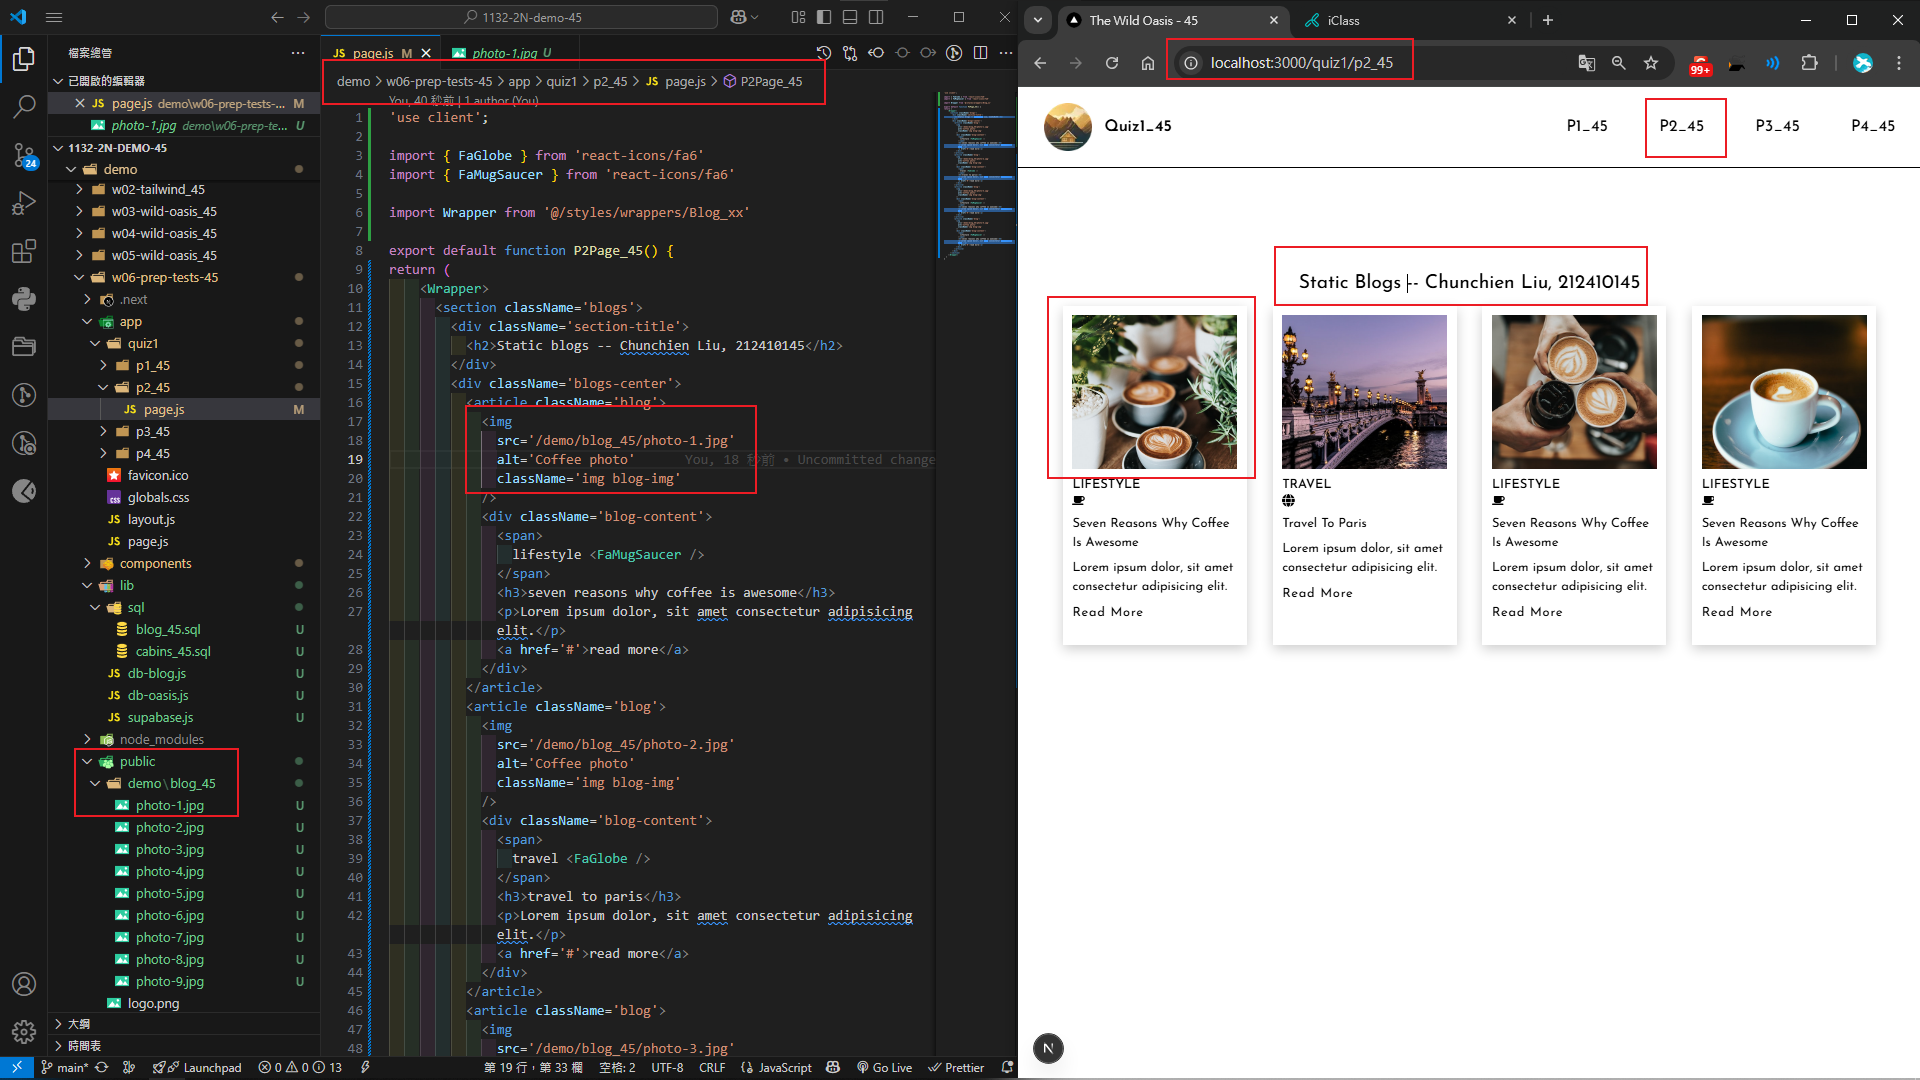 1132-2N-demo-45
檔案總管
page.js M
photo-1.jpg U
已開啟的編輯器
page.js demo\w06-prep-tests-... M
photo-1.jpg demo\w06-prep-te... U
1132-2N-DEMO-45
demo
w02-tailwind_45
w03-wild-oasis_45
w04-wild-oasis_45
w05-wild-oasis_45
w06-prep-tests-45
.next
app
quiz1
p1_45
p2_45
page.js M
p3_45
p4_45
favicon.ico
globals.css
layout.js
page.js
components
lib
sql
blog_45.sql U
cabins_45.sql U
db-blog.js U
db-oasis.js U
supabase.js U
node_modules
public
demo\blog_45
photo-1.jpg U
photo-2.jpg U
photo-3.jpg U
photo-4.jpg U
photo-5.jpg U
photo-6.jpg U
photo-7.jpg U
photo-8.jpg U
photo-9.jpg U
logo.png
大綱
時間表
24
demo > w06-prep-tests-45 > app > quiz1 > p2_45 > JS page.js > P2Page_45
You, 40 秒前 | 1 author (You)
1 'use client';
2
3 import { FaGlobe } from 'react-icons/fa6'
4 import { FaMugSaucer } from 'react-icons/fa6'
5
6 import Wrapper from '@/styles/wrappers/Blog_xx'
7
8 export default function P2Page_45() {
9 return (
10 <Wrapper>
11 <section className='blogs'>
12 <div className='section-title'>
13 <h2>Static blogs -- Chunchien Liu, 212410145</h2>
14 </div>
15 <div className='blogs-center'>
16 <article className='blog'>
17 <img
18 src='/demo/blog_45/photo-1.jpg'
19 alt='Coffee photo' You, 18 秒前 • Uncommitted change
20 className='img blog-img'
21 />
22 <div className='blog-content'>
23 <span>
24 lifestyle <FaMugSaucer />
25 </span>
26 <h3>seven reasons why coffee is awesome</h3>
27 <p>Lorem ipsum dolor, sit amet consectetur adipisicing
elit.</p>
28 <a href='#'>read more</a>
29 </div>
30 </article>
31 <article className='blog'>
32 <img
33 src='/demo/blog_45/photo-2.jpg'
34 alt='Coffee photo'
35 className='img blog-img'
36 />
37 <div className='blog-content'>
38 <span>
39 travel <FaGlobe />
40 </span>
41 <h3>travel to paris</h3>
42 <p>Lorem ipsum dolor, sit amet consectetur adipisicing
elit.</p>
43 <a href='#'>read more</a>
44 </div>
45 </article>
46 <article className='blog'>
47 <img
48 src='/demo/blog_45/photo-3.jpg'
main* 0 0 13 Launchpad
第 19 行，第 33 欄 空格: 2 UTF-8 CRLF JavaScript Go Live Prettier
The Wild Oasis - 45
iClass
localhost:3000/quiz1/p2_45
99+
Quiz1_45
P1_45
P2_45
P3_45
P4_45
Static Blogs -- Chunchien Liu, 212410145
LIFESTYLE
Seven Reasons Why Coffee
Is Awesome
Lorem ipsum dolor, sit amet
consectetur adipisicing elit.
Read More
TRAVEL
Travel To Paris
Lorem ipsum dolor, sit amet
consectetur adipisicing elit.
Read More
LIFESTYLE
Seven Reasons Why Coffee
Is Awesome
Lorem ipsum dolor, sit amet
consectetur adipisicing elit.
Read More
LIFESTYLE
Seven Reasons Why Coffee
Is Awesome
Lorem ipsum dolor, sit amet
consectetur adipisicing elit.
Read More
N